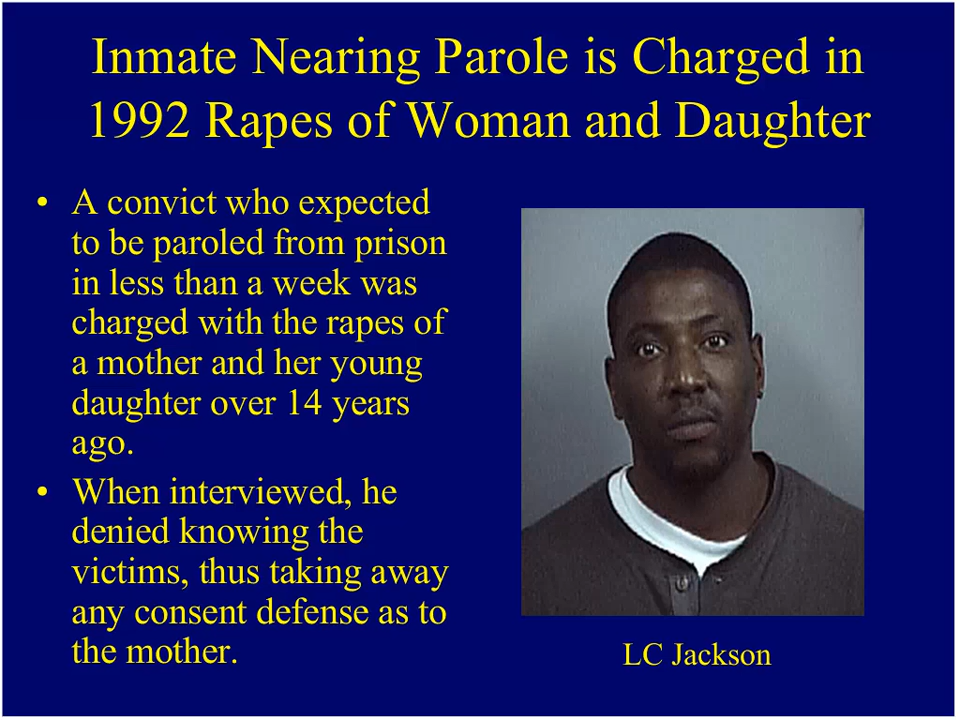 Inmate Nearing Parole is Charged in
1992 Rapes of Woman and Daughter
• A convict who expected
to be paroled from prison
in less than a week was
charged with the rapes of
a mother and her young
daughter over 14 years
ago.
• When interviewed, he
denied knowing the
victims, thus taking away
any consent defense as to
the mother.
LC Jackson